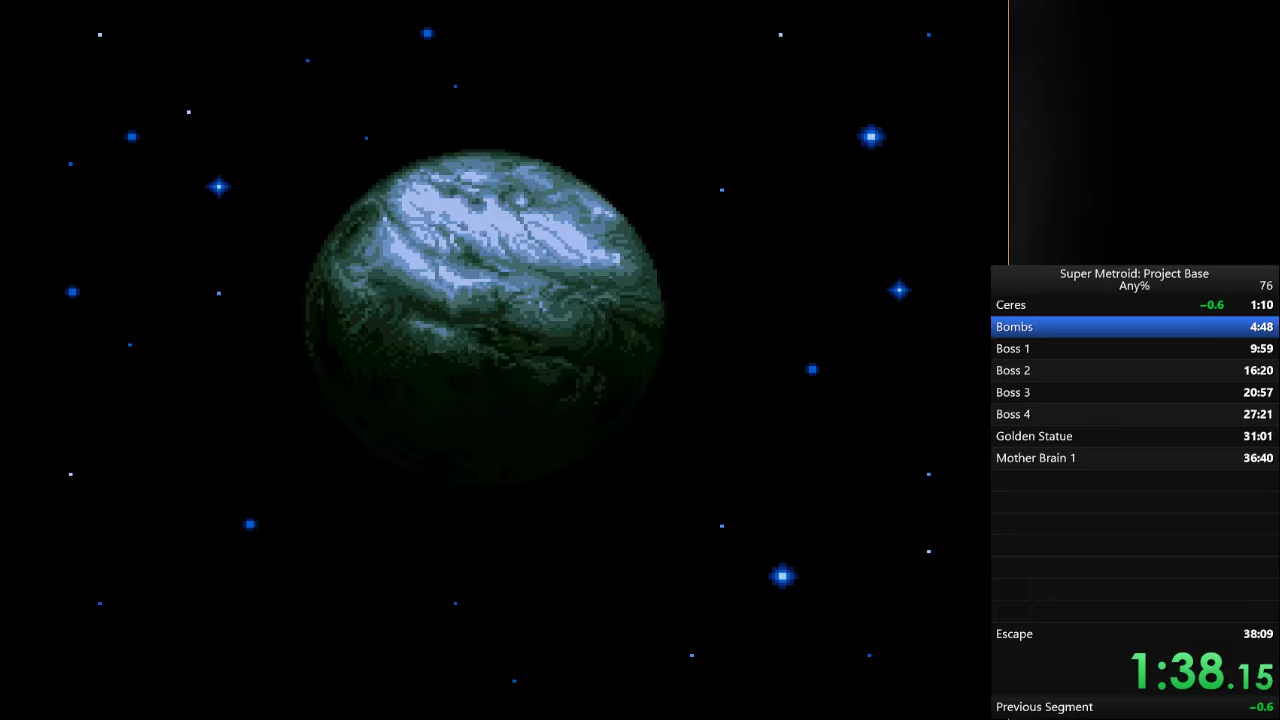 Super Metroid: Project Base
Any% 76
Ceres −0.6 1:10
Bombs 4:48
Boss 1 9:59
Boss 2 16:20
Boss 3 20:57
Boss 4 27:21
Golden Statue 31:01
Mother Brain 1 36:40
Escape 38:09
1:38.15
Previous Segment −0.6